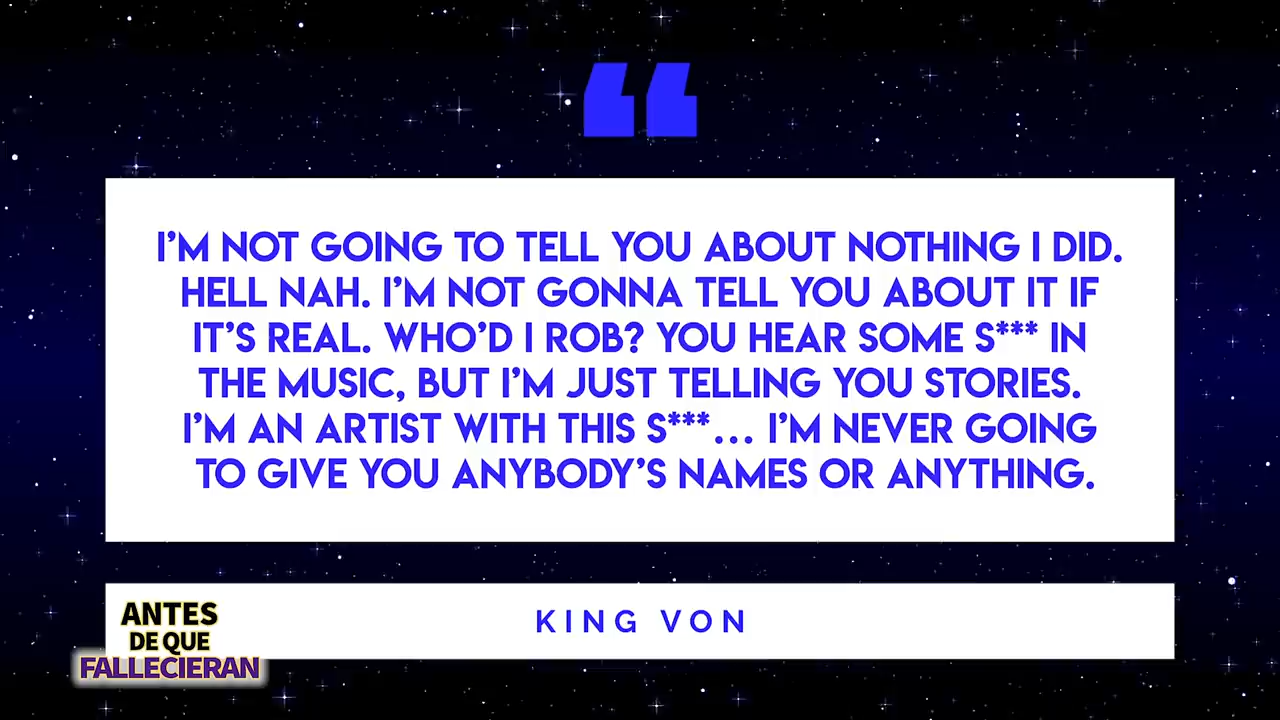 “
I’M NOT GOING TO TELL YOU ABOUT NOTHING I DID.
HELL NAH. I’M NOT GONNA TELL YOU ABOUT IT IF
IT’S REAL. WHO’D I ROB? YOU HEAR SOME S*** IN
THE MUSIC, BUT I’M JUST TELLING YOU STORIES.
I’M AN ARTIST WITH THIS S***... I’M NEVER GOING
TO GIVE YOU ANYBODY’S NAMES OR ANYTHING.
KING VON
ANTES
DE QUE
FALLECIERAN